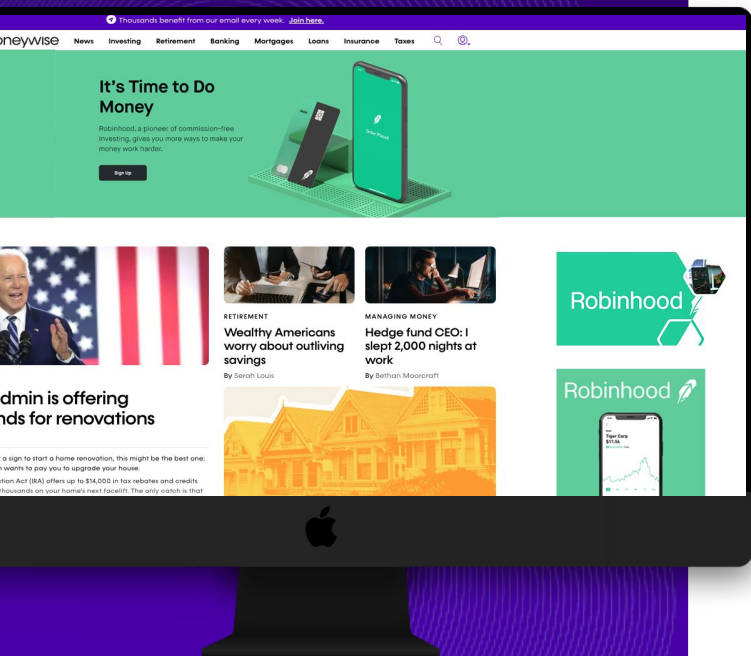 Thousands benefit from our email every week. Join here.
oneywise News Investing Retirement Banking Mortgages Loans Insurance Taxes
It's Time to Do
Money
Robinhood, a pioneer of commission-free
investing, gives you more ways to make your
money work harder.
Sign Up
Order Placed
RETIREMENT
Wealthy Americans
worry about outliving
savings
By Serah Louis
MANAGING MONEY
Hedge fund CEO: I
slept 2,000 nights at
work
By Bethan Moorcraft
dmin is offering
nds for renovations
a sign to start a home renovation, this might be the best one:
n wants to pay you to upgrade your house.
ction Act (IRA) offers up to $14,000 in tax rebates and credits
thousands on your home's next facelift. The only catch is that
Robinhood
Robinhood
Tiger Corp
$11.54